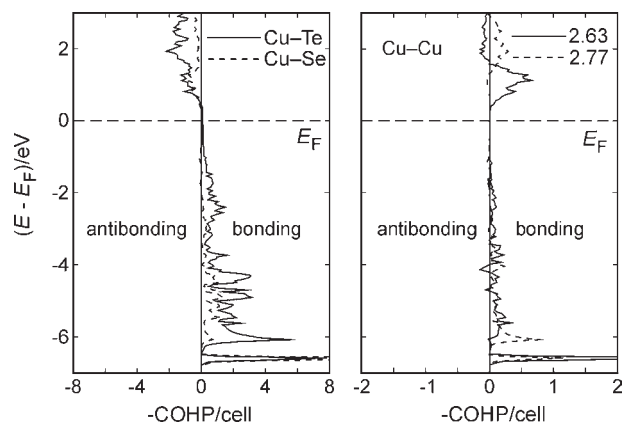 Cu–Te
Cu–Se
Cu–Cu
2.63
2.77
(E - E_F)/eV
2
0
-2
-4
-6
E_F
E_F
antibonding
bonding
antibonding
bonding
-8
-4
0
4
8
-2
-1
0
1
2
-COHP/cell
-COHP/cell